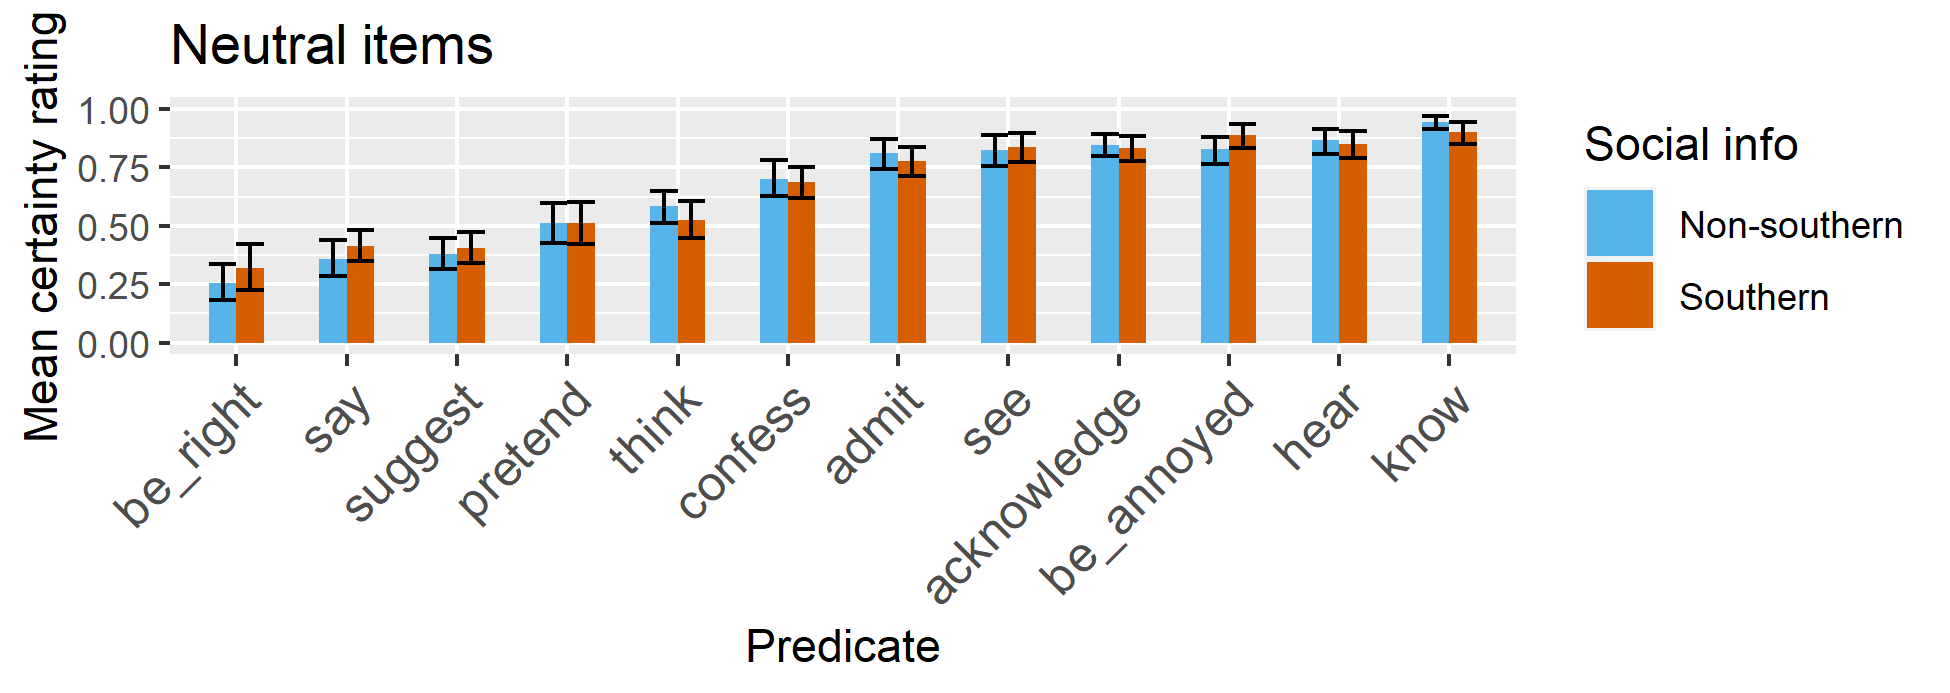 Neutral items
Mean certainty rating
1.00
0.75
0.50
0.25
0.00
be_right
say
suggest
pretend
think
confess
admit
see
acknowledge
be_annoyed
hear
know
Predicate
Social info
Non-southern
Southern